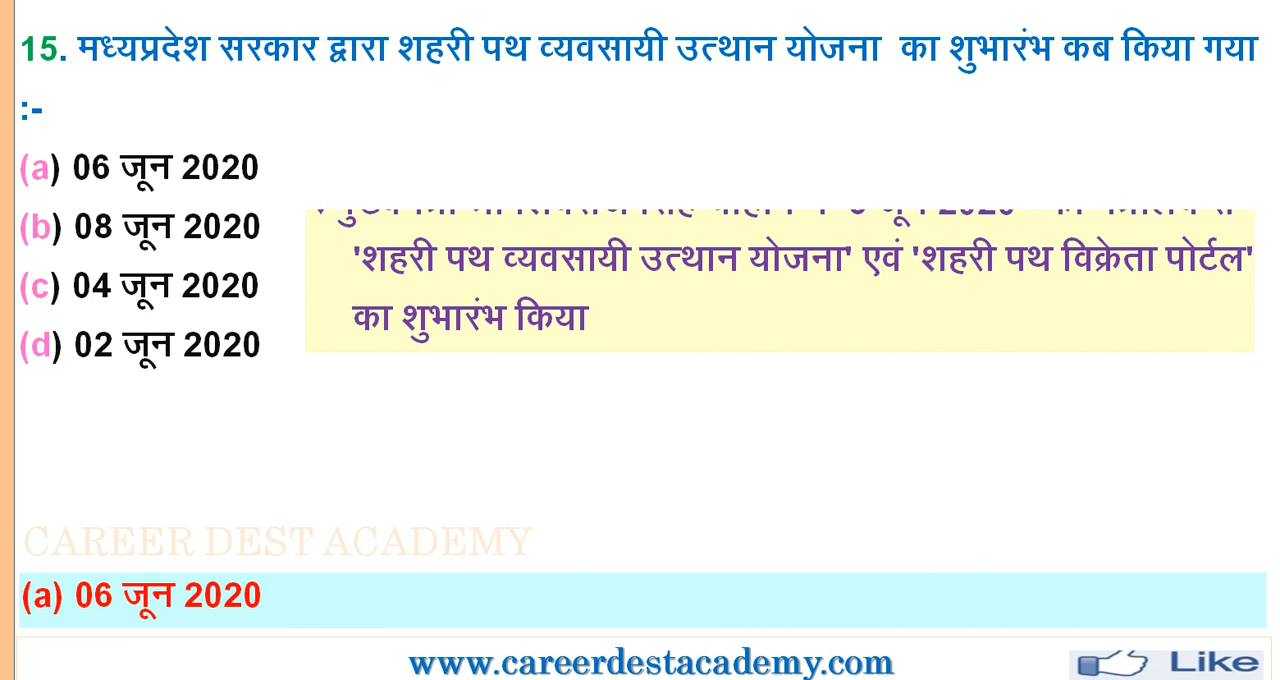 15. मध्यप्रदेश सरकार द्वारा शहरी पथ व्यवसायी उत्थान योजना का शुभारंभ कब किया गया
:-
(a) 06 जून 2020
(b) 08 जून 2020
(c) 04 जून 2020
(d) 02 जून 2020
'शहरी पथ व्यवसायी उत्थान योजना' एवं 'शहरी पथ विक्रेता पोर्टल'
का शुभारंभ किया
CAREER DEST ACADEMY
(a) 06 जून 2020
www.careerdestacademy.com
Like